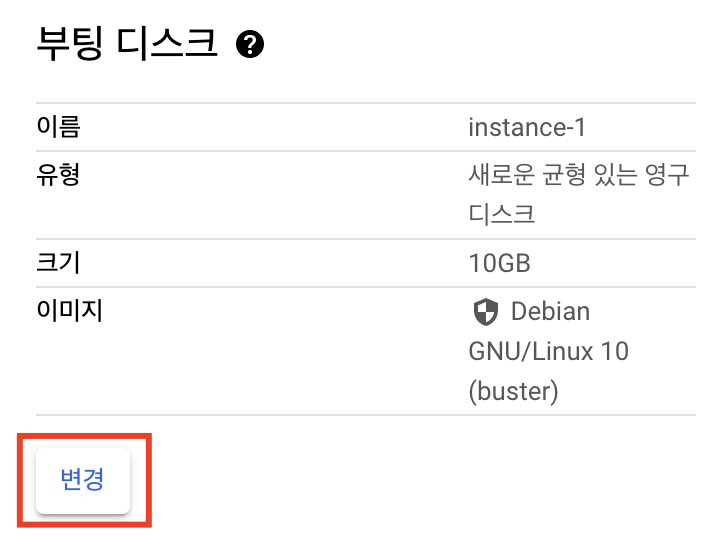 부팅 디스크 ?
이름 instance-1
유형 새로운 균형 있는 영구
디스크
크기 10GB
이미지 Debian
GNU/Linux 10
(buster)
변경